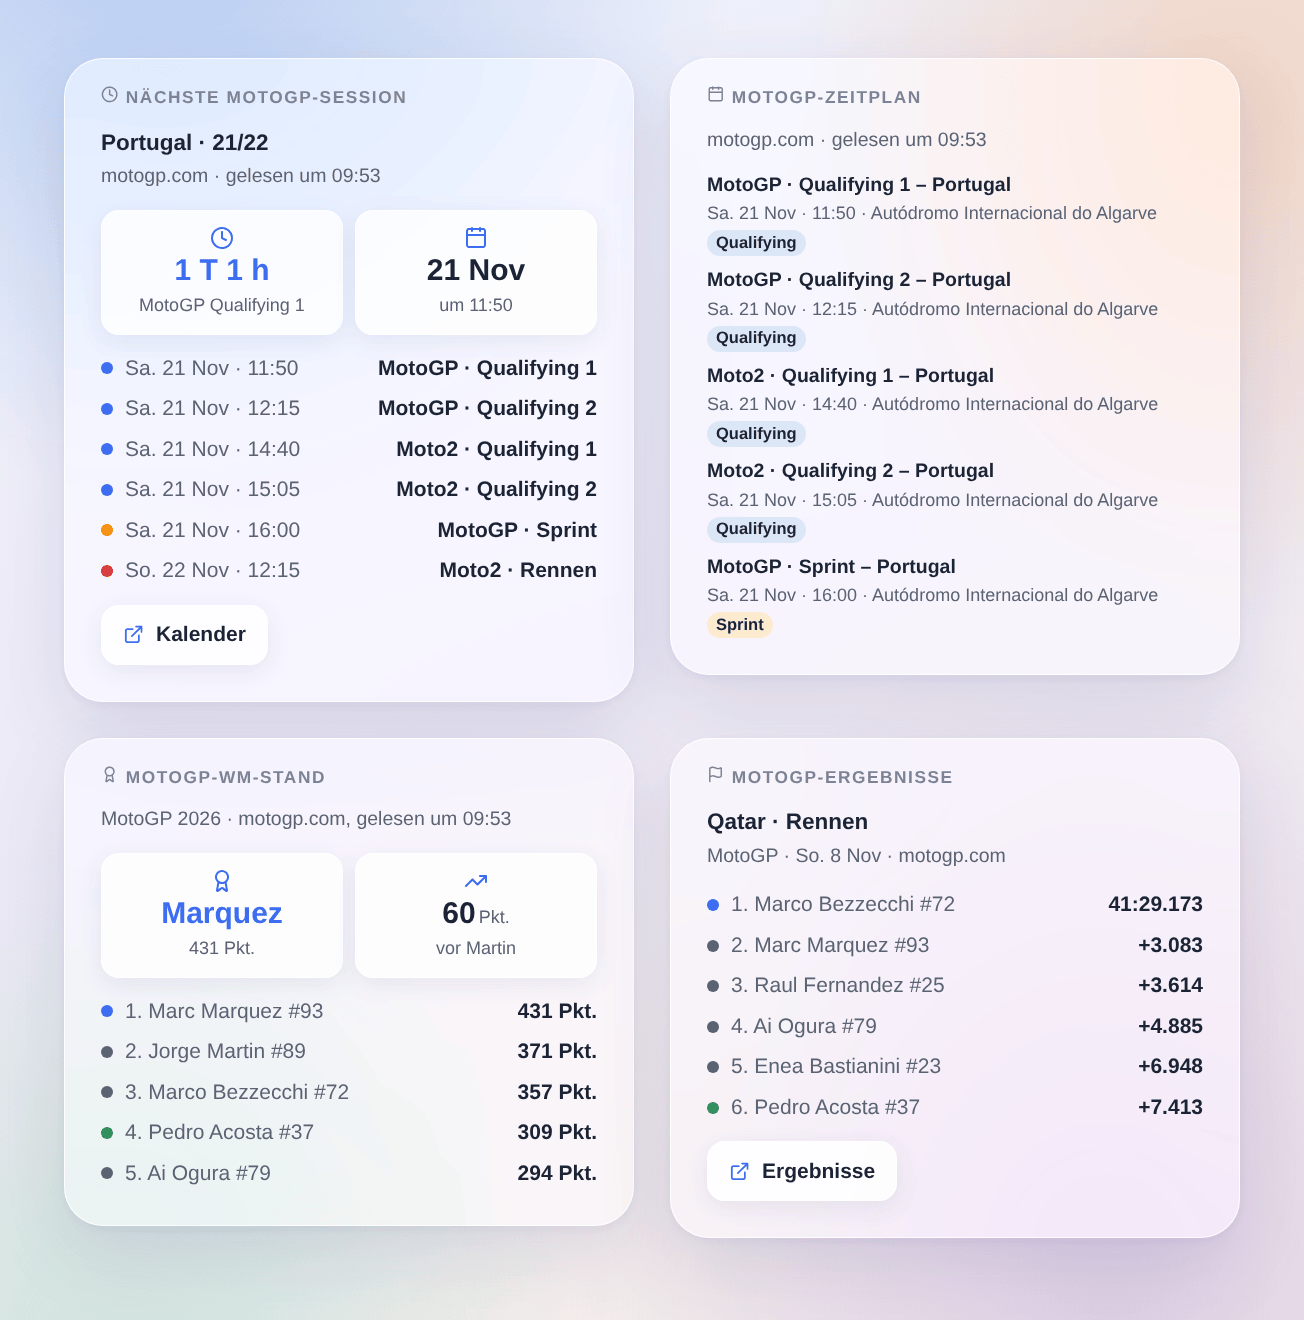 NÄCHSTE MOTOGP-SESSION
Portugal · 21/22
motogp.com · gelesen um 09:53
1 T 1 h
MotoGP Qualifying 1
21 Nov
um 11:50
Sa. 21 Nov · 11:50 MotoGP · Qualifying 1
Sa. 21 Nov · 12:15 MotoGP · Qualifying 2
Sa. 21 Nov · 14:40 Moto2 · Qualifying 1
Sa. 21 Nov · 15:05 Moto2 · Qualifying 2
Sa. 21 Nov · 16:00 MotoGP · Sprint
So. 22 Nov · 12:15 Moto2 · Rennen
Kalender
MOTOGP-ZEITPLAN
motogp.com · gelesen um 09:53
MotoGP · Qualifying 1 – Portugal
Sa. 21 Nov · 11:50 · Autódromo Internacional do Algarve
Qualifying
MotoGP · Qualifying 2 – Portugal
Sa. 21 Nov · 12:15 · Autódromo Internacional do Algarve
Qualifying
Moto2 · Qualifying 1 – Portugal
Sa. 21 Nov · 14:40 · Autódromo Internacional do Algarve
Qualifying
Moto2 · Qualifying 2 – Portugal
Sa. 21 Nov · 15:05 · Autódromo Internacional do Algarve
Qualifying
MotoGP · Sprint – Portugal
Sa. 21 Nov · 16:00 · Autódromo Internacional do Algarve
Sprint
MOTOGP-WM-STAND
MotoGP 2026 · motogp.com, gelesen um 09:53
Marquez
431 Pkt.
60 Pkt.
vor Martin
1. Marc Marquez #93 431 Pkt.
2. Jorge Martin #89 371 Pkt.
3. Marco Bezzecchi #72 357 Pkt.
4. Pedro Acosta #37 309 Pkt.
5. Ai Ogura #79 294 Pkt.
MOTOGP-ERGEBNISSE
Qatar · Rennen
MotoGP · So. 8 Nov · motogp.com
1. Marco Bezzecchi #72 41:29.173
2. Marc Marquez #93 +3.083
3. Raul Fernandez #25 +3.614
4. Ai Ogura #79 +4.885
5. Enea Bastianini #23 +6.948
6. Pedro Acosta #37 +7.413
Ergebnisse